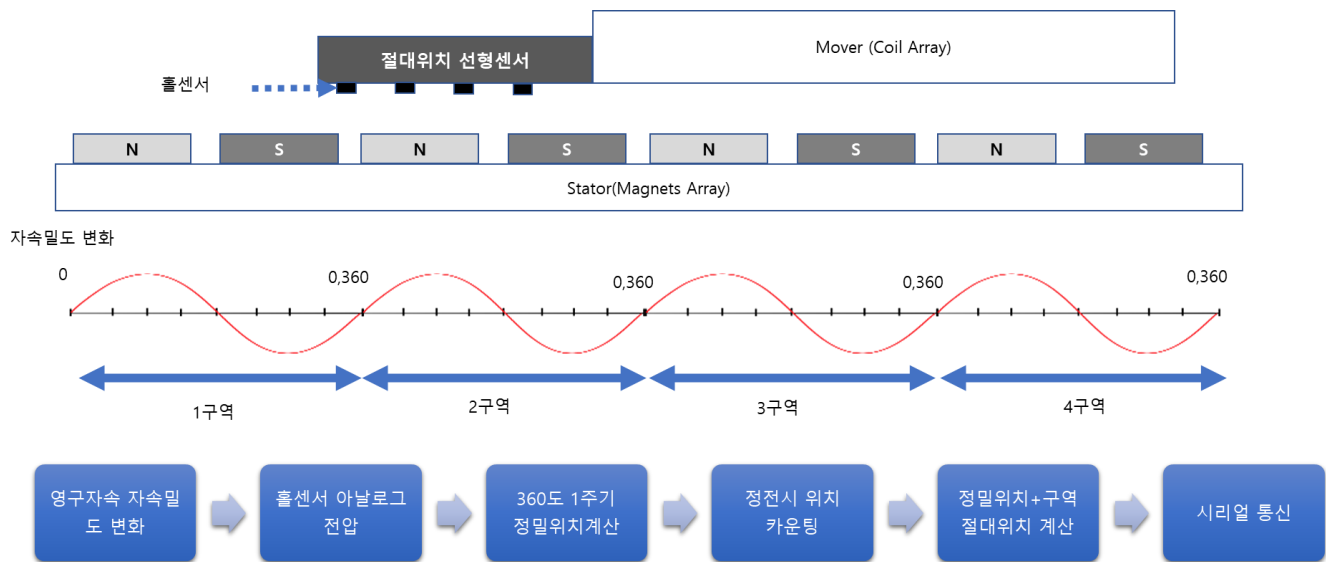 Mover (Coil Array)
절대위치 선형센서
홀센서
N
S
N
S
N
S
N
S
Stator(Magnets Array)
자속밀도 변화
0
0,360
0,360
0,360
0,360
1구역
2구역
3구역
4구역
영구자속 자속밀
도 변화
홀센서 아날로그
전압
360도 1주기
정밀위치계산
정전시 위치
카운팅
정밀위치+구역
절대위치 계산
시리얼 통신